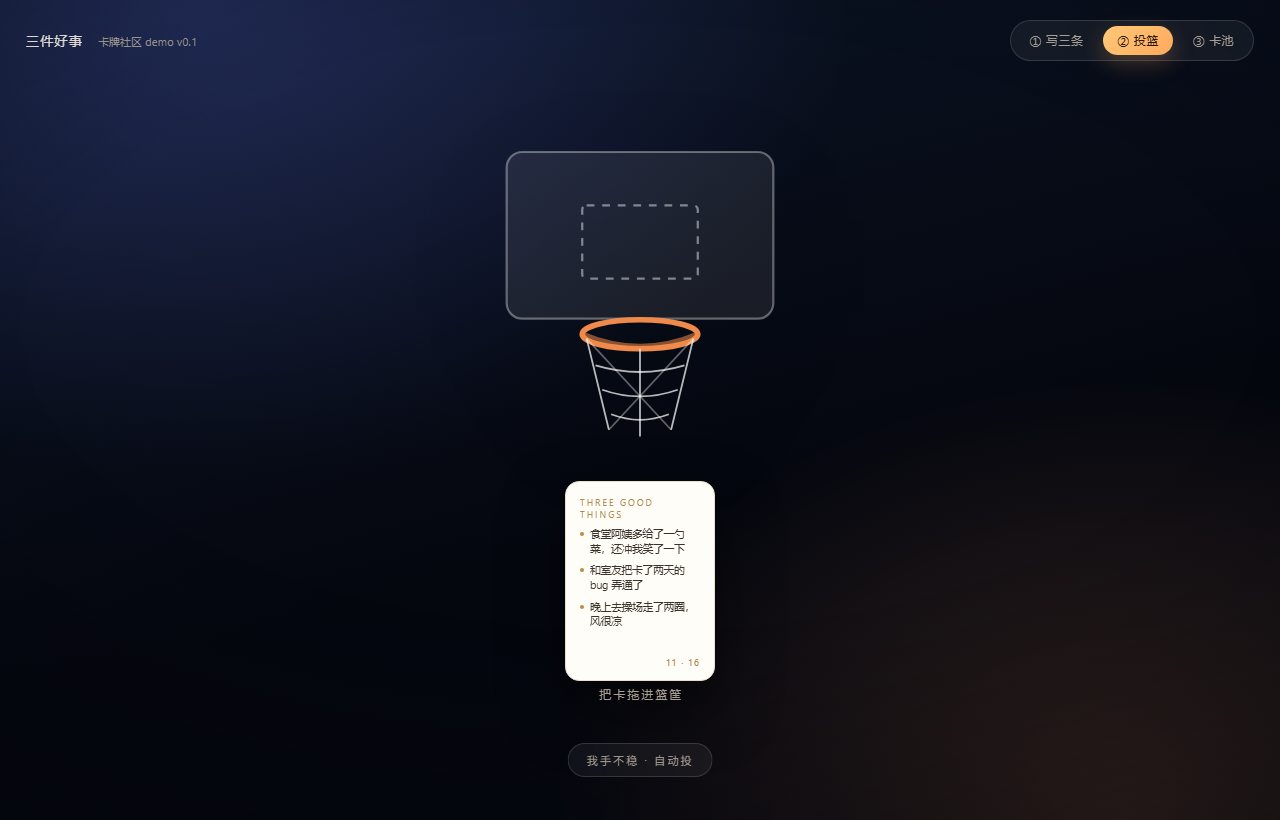 三件好事 卡牌社区 demo v0.1
① 写三条 ② 投篮 ③ 卡池
THREE GOOD
THINGS
食堂阿姨多给了一勺
菜，还冲我笑了一下
和室友把卡了两天的
bug 弄通了
晚上去操场走了两圈，
风很凉
11 · 16
把卡拖进篮筐
我手不稳 · 自动投